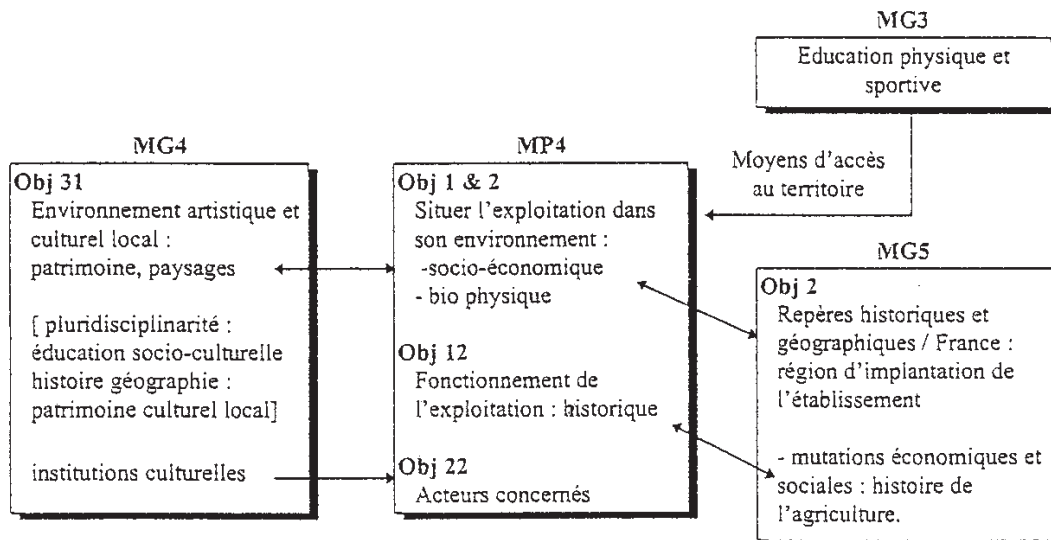 MG3
Education physique et
sportive
Moyens d'accès
au territoire
MG4
Obj 31
Environnement artistique et
culturel local :
patrimoine, paysages
[ pluridisciplinarité :
éducation socio-culturelle
histoire géographie :
patrimoine culturel local]
institutions culturelles
MP4
Obj 1 & 2
Situer l'exploitation dans
son environnement :
-socio-économique
- bio physique
Obj 12
Fonctionnement de
l'exploitation : historique
Obj 22
Acteurs concernés
MG5
Obj 2
Repères historiques et
géographiques / France :
région d'implantation de
l'établissement
- mutations économiques et
sociales : histoire de
l'agriculture.